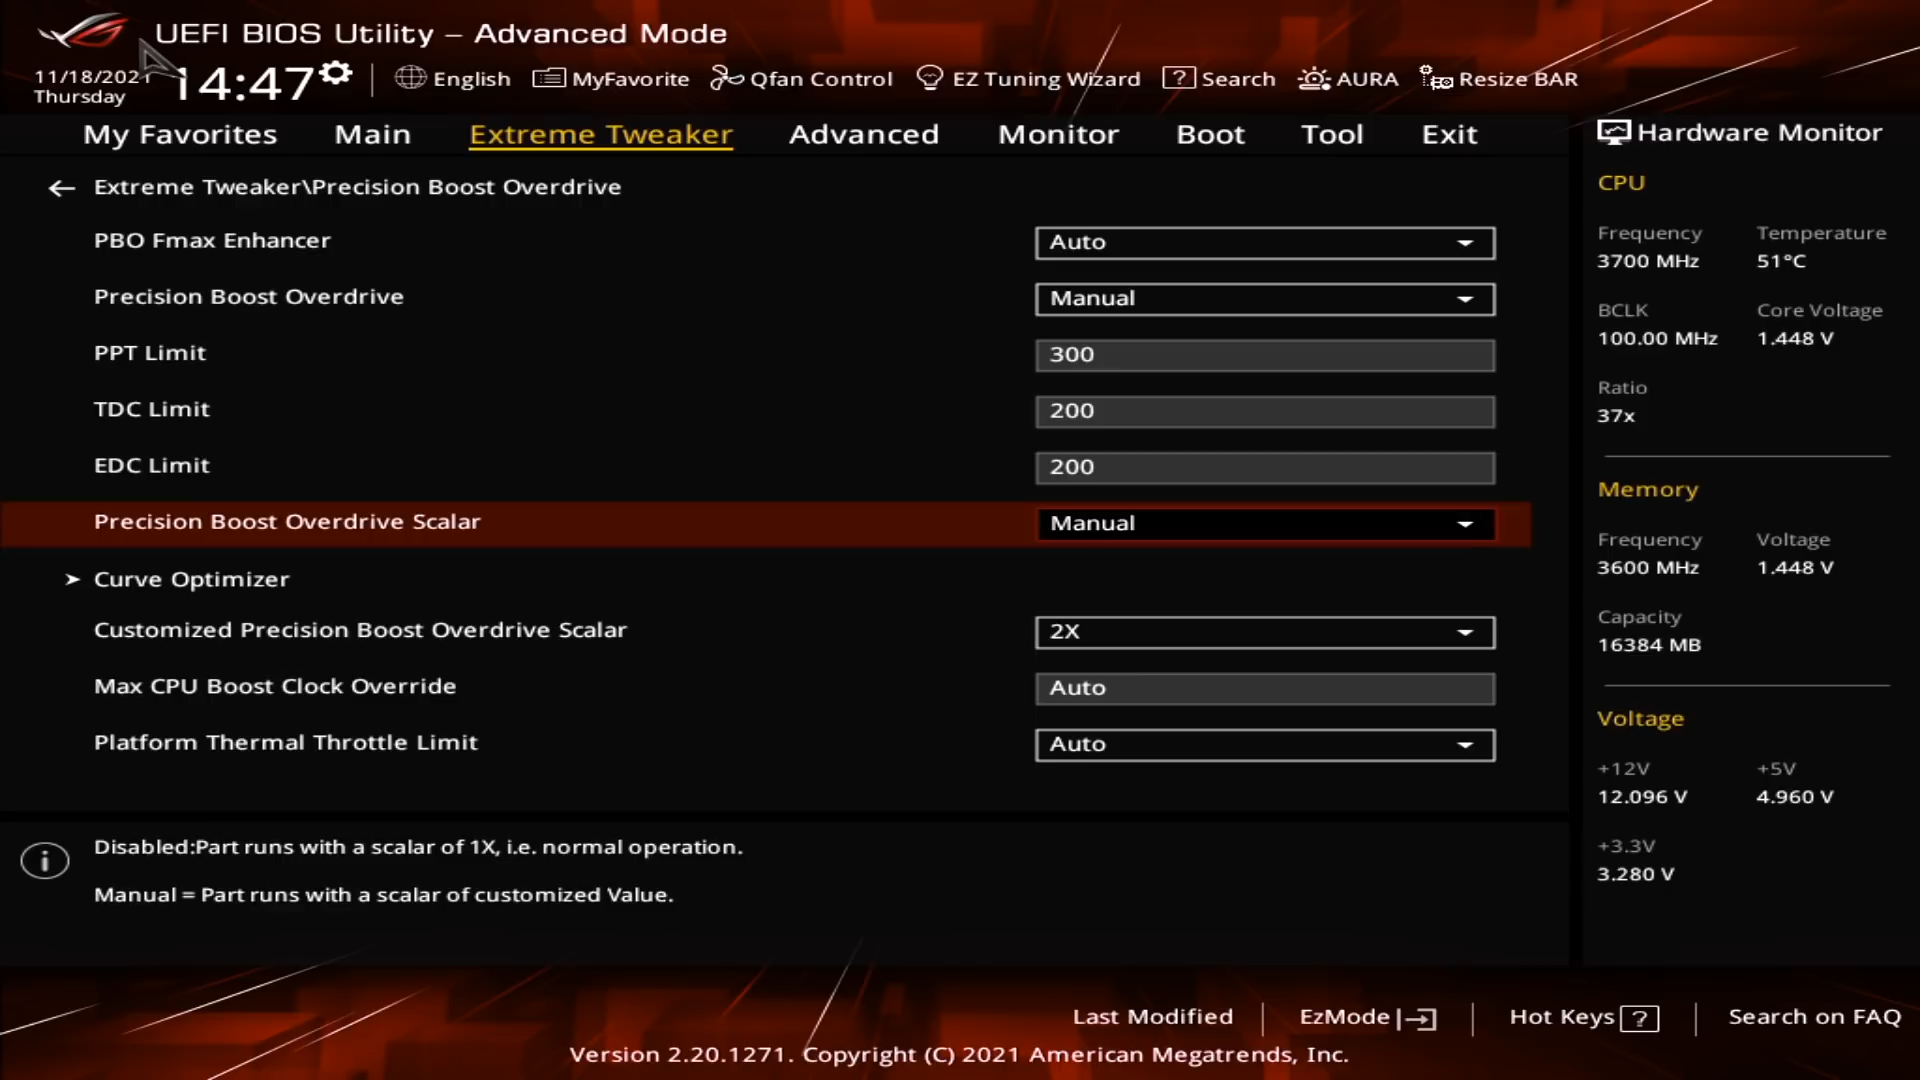 UEFI BIOS Utility – Advanced Mode
11/18/2021
Thursday
14:47
English
MyFavorite
Qfan Control
EZ Tuning Wizard
? Search
AURA
Resize BAR
My Favorites
Main
Extreme Tweaker
Advanced
Monitor
Boot
Tool
Exit
Extreme Tweaker\Precision Boost Overdrive
PBO Fmax Enhancer Auto
Precision Boost Overdrive Manual
PPT Limit 300
TDC Limit 200
EDC Limit 200
Precision Boost Overdrive Scalar Manual
Curve Optimizer
Customized Precision Boost Overdrive Scalar 2X
Max CPU Boost Clock Override Auto
Platform Thermal Throttle Limit Auto
Disabled:Part runs with a scalar of 1X, i.e. normal operation.
Manual = Part runs with a scalar of customized Value.
Hardware Monitor
CPU
Frequency Temperature
3700 MHz 51°C
BCLK Core Voltage
100.00 MHz 1.448 V
Ratio
37x
Memory
Frequency Voltage
3600 MHz 1.448 V
Capacity
16384 MB
Voltage
+12V +5V
12.096 V 4.960 V
+3.3V
3.280 V
Last Modified
EzMode
Hot Keys ?
Search on FAQ
Version 2.20.1271. Copyright (C) 2021 American Megatrends, Inc.